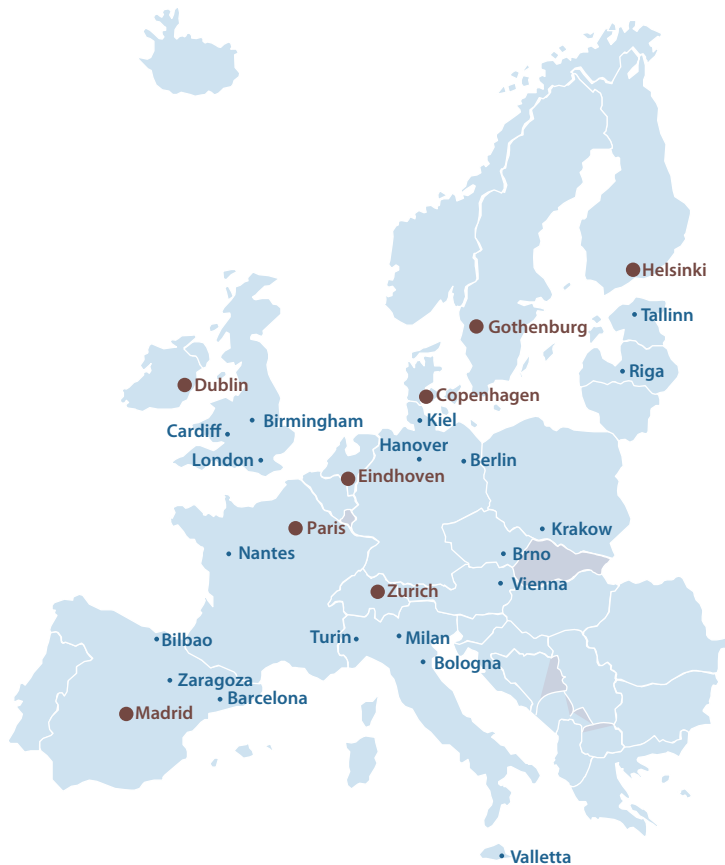 Helsinki
Tallinn
Gothenburg
Riga
Dublin
Copenhagen
Birmingham
Kiel
Cardiff
Hanover
London
Berlin
Eindhoven
Paris
Krakow
Nantes
Brno
Vienna
Zurich
Bilbao
Turin
Milan
Bologna
Zaragoza
Barcelona
Madrid
Valletta